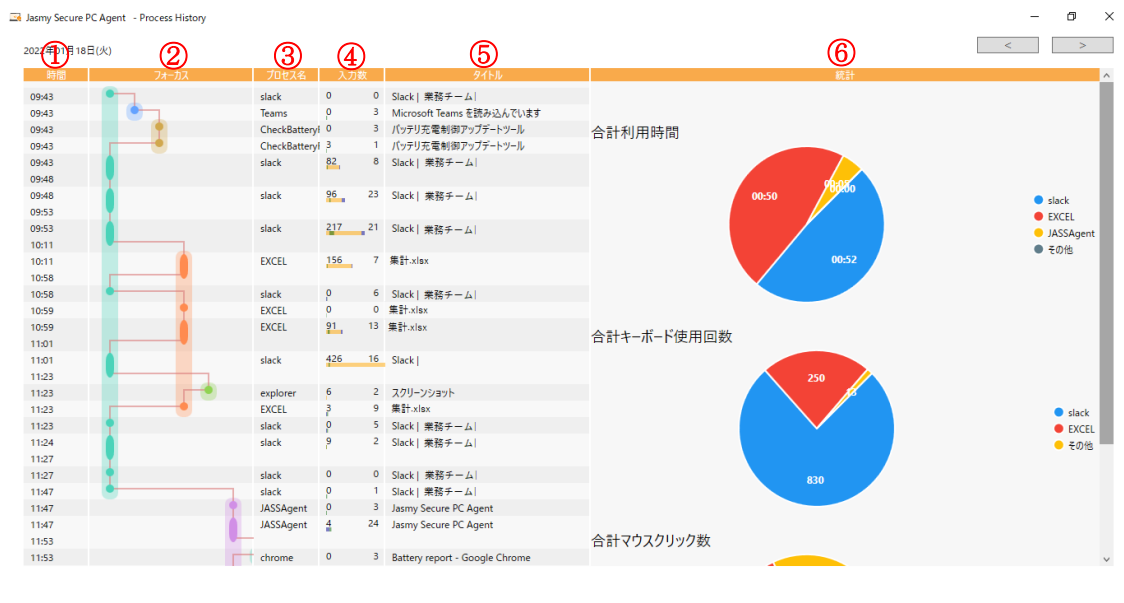 Jasmy Secure PC Agent - Process History
2022年01月18日(火)
< >
① ② ③ ④ ⑤ ⑥
時間 フォーカス プロセス名 入力数 タイトル 統計
09:43 slack 0 0 Slack | 業務チーム |
09:43 Teams 0 3 Microsoft Teams を読み込んでいます
09:43 CheckBattery 0 3 バッテリ充電制御アップデートツール
09:43 CheckBattery 3 1 バッテリ充電制御アップデートツール
09:43 slack 82 8 Slack | 業務チーム |
09:48
09:48 slack 96 23 Slack | 業務チーム |
09:53
09:53 slack 217 21 Slack | 業務チーム |
10:11
10:11 EXCEL 156 7 集計.xlsx
10:58
10:58 slack 0 6 Slack | 業務チーム |
10:59 EXCEL 0 0 集計.xlsx
10:59 EXCEL 91 13 集計.xlsx
11:01
11:01 slack 426 16 Slack |
11:23
11:23 explorer 6 2 スクリーンショット
11:23 EXCEL 3 9 集計.xlsx
11:23 slack 0 5 Slack | 業務チーム |
11:24 slack 9 2 Slack | 業務チーム |
11:27
11:27 slack 0 0 Slack | 業務チーム |
11:47 slack 0 1 Slack | 業務チーム |
11:47 JASSAgent 0 3 Jasmy Secure PC Agent
11:47 JASSAgent 4 24 Jasmy Secure PC Agent
11:53
11:53 chrome 0 3 Battery report - Google Chrome
合計利用時間
00:50
00:52
slack
EXCEL
JASSAgent
その他
合計キーボード使用回数
250
13
830
slack
EXCEL
その他
合計マウスクリック数